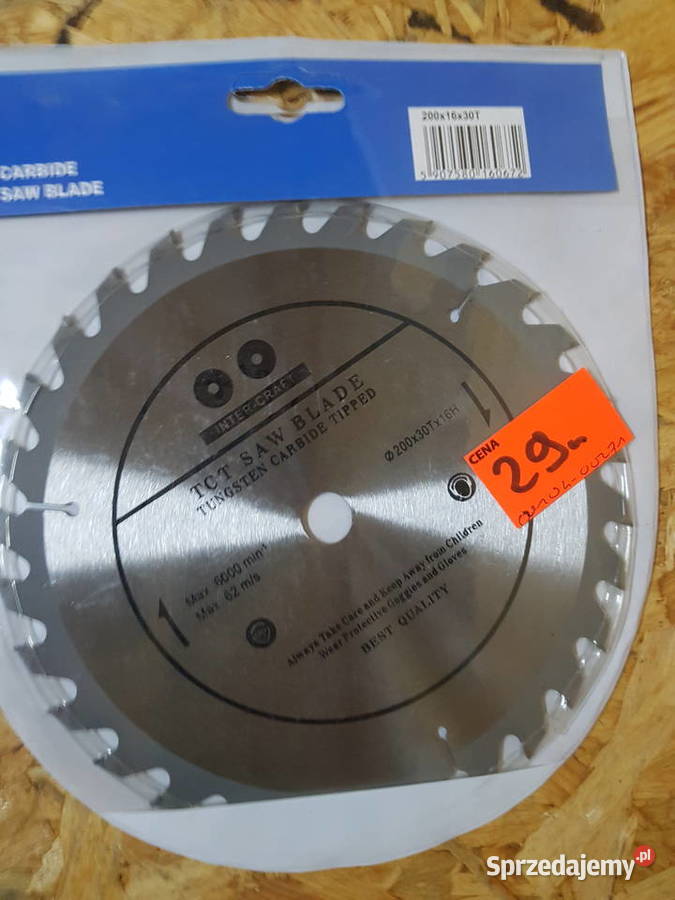 200x16x30T
5 207580 160672
CARBIDE
SAW BLADE
INTER-CRAFT
TCT SAW BLADE
TUNGSTEN CARBIDE TIPPED
Ø200x30Tx16H
CENA
29.-
Max 6000 min⁻¹
Max 62 m/s
Always Take Care and Keep Away from Children
Wear Protective Goggles and Gloves
BEST QUALITY
Sprzedajemy.pl